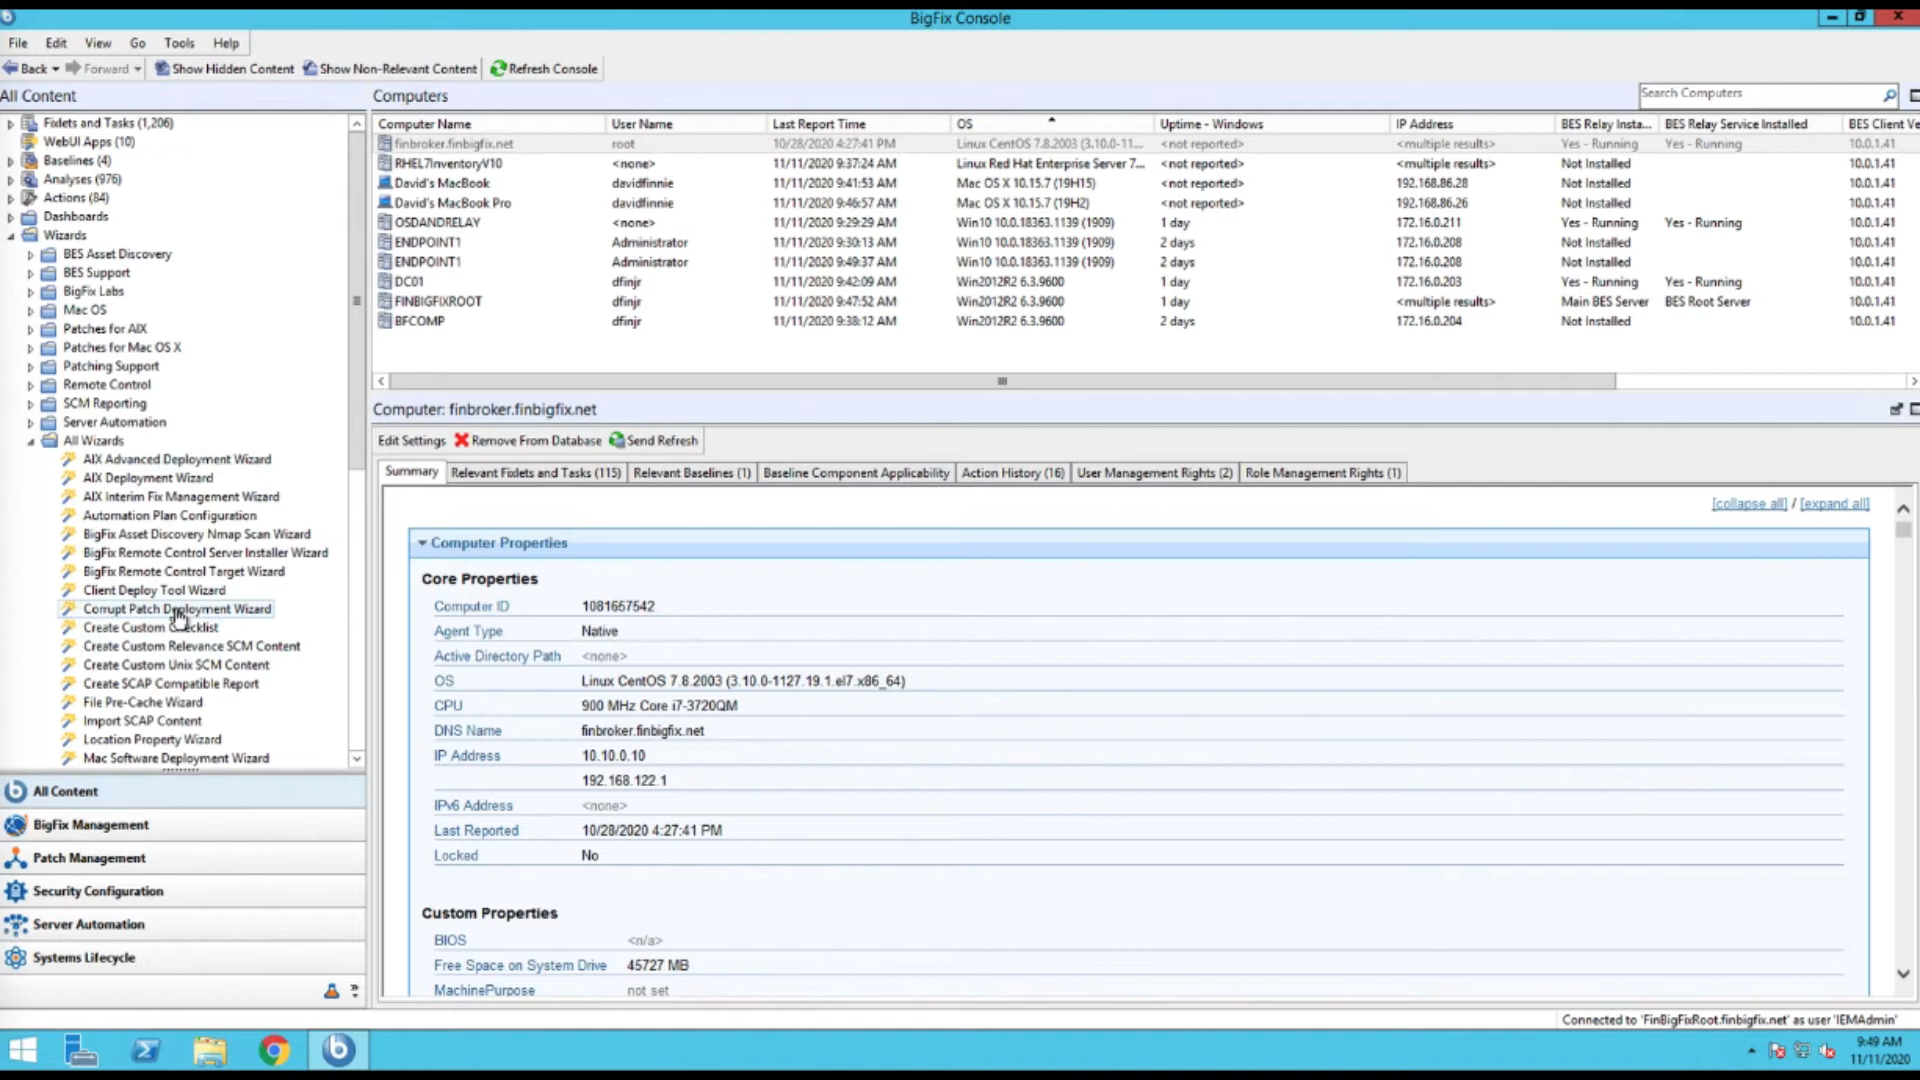 BigFix Console
File Edit View Go Tools Help
Back Forward Show Hidden Content Show Non-Relevant Content Refresh Console
All Content
Fixlets and Tasks (1,206)
WebUI Apps (10)
Baselines (4)
Analyses (976)
Actions (84)
Dashboards
Wizards
BES Asset Discovery
BES Support
BigFix Labs
Mac OS
Patches for AIX
Patches for Mac OS X
Patching Support
Remote Control
SCM Reporting
Server Automation
All Wizards
AIX Advanced Deployment Wizard
AIX Deployment Wizard
AIX Interim Fix Management Wizard
Automation Plan Configuration
BigFix Asset Discovery Nmap Scan Wizard
BigFix Remote Control Server Installer Wizard
BigFix Remote Control Target Wizard
Client Deploy Tool Wizard
Corrupt Patch Deployment Wizard
Create Custom Checklist
Create Custom Relevance SCM Content
Create Custom Unix SCM Content
Create SCAP Compatible Report
File Pre-Cache Wizard
Import SCAP Content
Location Property Wizard
Mac Software Deployment Wizard
All Content
BigFix Management
Patch Management
Security Configuration
Server Automation
Systems Lifecycle
Computers
Search Computers
Computer Name User Name Last Report Time OS Uptime - Windows IP Address BES Relay Insta... BES Relay Service Installed BES Client Ve
finbroker.finbigfix.net root 10/28/2020 4:27:41 PM Linux CentOS 7.8.2003 (3.10.0-11... <not reported> <multiple results> Yes - Running Yes - Running 10.0.1.41
RHEL7InventoryV10 <none> 11/11/2020 9:37:24 AM Linux Red Hat Enterprise Server 7... <not reported> <multiple results> Not Installed 10.0.1.41
David's MacBook davidfinnie 11/11/2020 9:41:53 AM Mac OS X 10.15.7 (19H15) <not reported> 192.168.86.28 Not Installed 10.0.1.41
David's MacBook Pro davidfinnie 11/11/2020 9:46:57 AM Mac OS X 10.15.7 (19H2) <not reported> 192.168.86.26 Not Installed 10.0.1.41
OSDANDRELAY <none> 11/11/2020 9:29:29 AM Win10 10.0.18363.1139 (1909) 1 day 172.16.0.211 Yes - Running Yes - Running 10.0.1.41
ENDPOINT1 Administrator 11/11/2020 9:30:13 AM Win10 10.0.18363.1139 (1909) 2 days 172.16.0.208 Not Installed 10.0.1.41
ENDPOINT1 Administrator 11/11/2020 9:49:37 AM Win10 10.0.18363.1139 (1909) 2 days 172.16.0.208 Not Installed 10.0.1.41
DC01 dfinjr 11/11/2020 9:42:09 AM Win2012R2 6.3.9600 1 day 172.16.0.203 Yes - Running Yes - Running 10.0.1.41
FINBIGFIXROOT dfinjr 11/11/2020 9:47:52 AM Win2012R2 6.3.9600 1 day <multiple results> Main BES Server BES Root Server 10.0.1.41
BFCOMP dfinjr 11/11/2020 9:38:12 AM Win2012R2 6.3.9600 2 days 172.16.0.204 Not Installed 10.0.1.41
Computer: finbroker.finbigfix.net
Edit Settings Remove From Database Send Refresh
Summary Relevant Fixlets and Tasks (115) Relevant Baselines (1) Baseline Component Applicability Action History (16) User Management Rights (2) Role Management Rights (1)
[collapse all] / [expand all]
Computer Properties
Core Properties
Computer ID 1081657542
Agent Type Native
Active Directory Path <none>
OS Linux CentOS 7.8.2003 (3.10.0-1127.19.1.el7.x86_64)
CPU 900 MHz Core i7-3720QM
DNS Name finbroker.finbigfix.net
IP Address 10.10.0.10
192.168.122.1
IPv6 Address <none>
Last Reported 10/28/2020 4:27:41 PM
Locked No
Custom Properties
BIOS <n/a>
Free Space on System Drive 45727 MB
MachinePurpose not set
Connected to 'FinBigFixRoot.finbigfix.net' as user 'IEMAdmin'
9:49 AM
11/11/2020